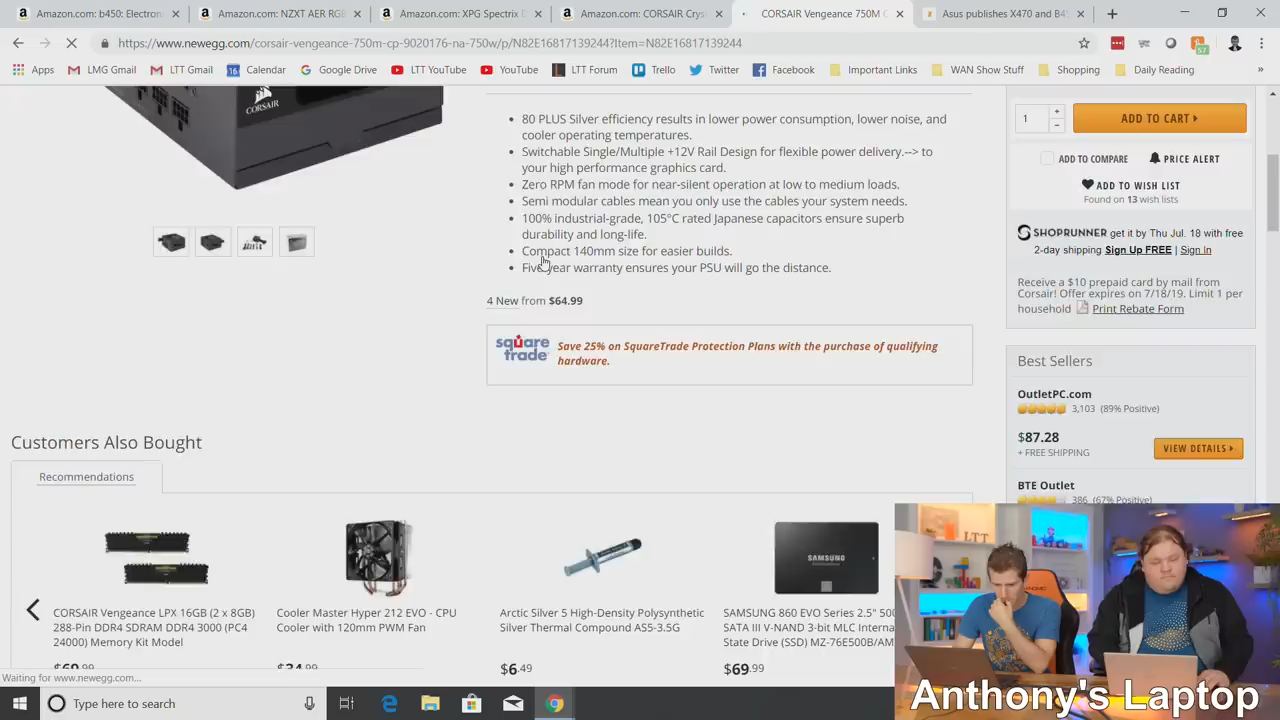 Amazon.com: b450: Electron
Amazon.com: NZXT AER RGB
Amazon.com: XPG Spectrix D
Amazon.com: CORSAIR Crys
CORSAIR Vengeance 750M C
Asus publishes X470 and B45
https://www.newegg.com/corsair-vengeance-750m-cp-9020176-na-750w/p/N82E16817139244?Item=N82E16817139244
57
Apps
LMG Gmail
LTT Gmail
16 Calendar
Google Drive
LTT YouTube
YouTube
LTT Forum
Trello
Twitter
Facebook
Important Links
WAN Show Stuff
Shopping
Daily Reading
CORSAIR
80 PLUS Silver efficiency results in lower power consumption, lower noise, and
cooler operating temperatures.
Switchable Single/Multiple +12V Rail Design for flexible power delivery.--> to
your high performance graphics card.
Zero RPM fan mode for near-silent operation at low to medium loads.
Semi modular cables mean you only use the cables your system needs.
100% industrial-grade, 105°C rated Japanese capacitors ensure superb
durability and long-life.
Compact 140mm size for easier builds.
Five year warranty ensures your PSU will go the distance.
4 New from $64.99
square
trade
Save 25% on SquareTrade Protection Plans with the purchase of qualifying
hardware.
1
+
−
ADD TO CART
ADD TO COMPARE
PRICE ALERT
ADD TO WISH LIST
Found on 13 wish lists
SHOPRUNNER get it by Thu Jul. 18 with free
2-day shipping Sign Up FREE | Sign In
Receive a $10 prepaid card by mail from
Corsair! Offer expires on 7/18/19. Limit 1 per
household Print Rebate Form
Best Sellers
OutletPC.com
3,103 (89% Positive)
$87.28
+ FREE SHIPPING
VIEW DETAILS
BTE Outlet
386 (67% Positive)
Customers Also Bought
Recommendations
SAMSUNG
CORSAIR Vengeance LPX 16GB (2 x 8GB)
288-Pin DDR4 SDRAM DDR4 3000 (PC4
24000) Memory Kit Model
$69.99
Cooler Master Hyper 212 EVO - CPU
Cooler with 120mm PWM Fan
$34.99
Arctic Silver 5 High-Density Polysynthetic
Silver Thermal Compound AS5-3.5G
$6.49
SAMSUNG 860 EVO Series 2.5" 500
SATA III V-NAND 3-bit MLC Interna
State Drive (SSD) MZ-76E500B/AM
$69.99
Waiting for www.newegg.com...
Type here to search
Anthony's Laptop